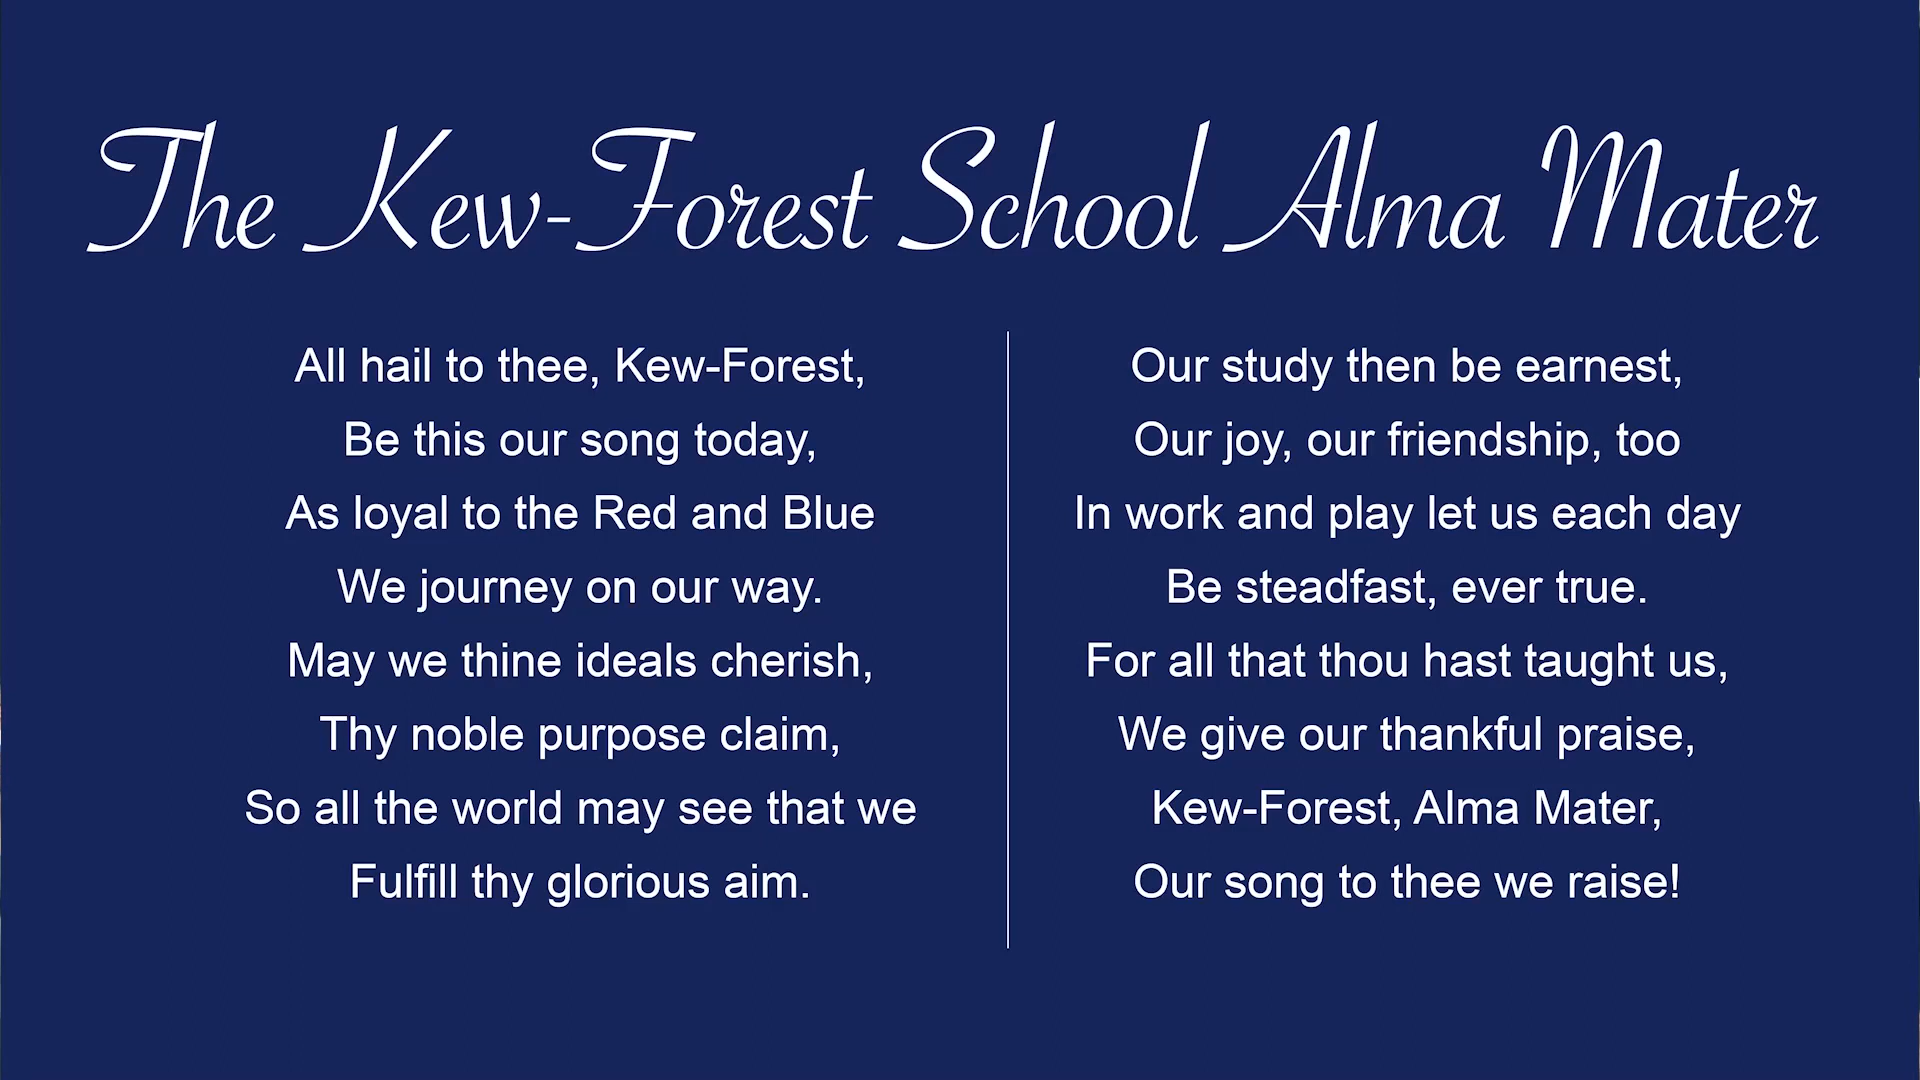 The Kew-Forest School Alma Mater
All hail to thee, Kew-Forest,
Be this our song today,
As loyal to the Red and Blue
We journey on our way.
May we thine ideals cherish,
Thy noble purpose claim,
So all the world may see that we
Fulfill thy glorious aim.
Our study then be earnest,
Our joy, our friendship, too
In work and play let us each day
Be steadfast, ever true.
For all that thou hast taught us,
We give our thankful praise,
Kew-Forest, Alma Mater,
Our song to thee we raise!